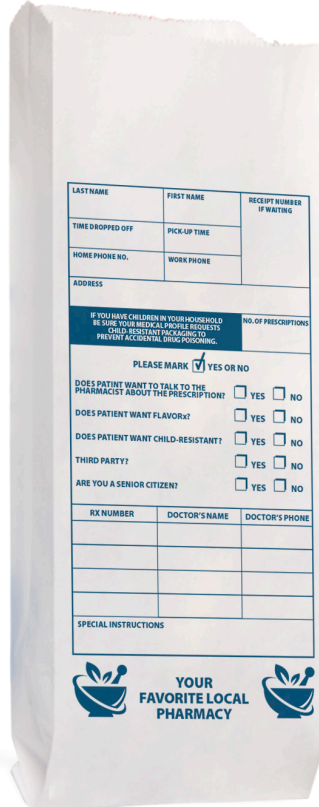 LAST NAME
FIRST NAME
RECEIPT NUMBER
IF WAITING
TIME DROPPED OFF
PICK-UP TIME
HOME PHONE NO.
WORK PHONE
ADDRESS
IF YOU HAVE CHILDREN IN YOUR HOUSEHOLD
BE SURE YOUR MEDICAL PROFILE REQUESTS
CHILD-RESISTANT PACKAGING TO
PREVENT ACCIDENTAL DRUG POISONING.
NO. OF PRESCRIPTIONS
PLEASE MARK YES OR NO
DOES PATINT WANT TO TALK TO THE
PHARMACIST ABOUT THE PRESCRIPTION? YES NO
DOES PATIENT WANT FLAVORx? YES NO
DOES PATIENT WANT CHILD-RESISTANT? YES NO
THIRD PARTY? YES NO
ARE YOU A SENIOR CITIZEN? YES NO
RX NUMBER DOCTOR'S NAME DOCTOR'S PHONE
SPECIAL INSTRUCTIONS
YOUR
FAVORITE LOCAL
PHARMACY